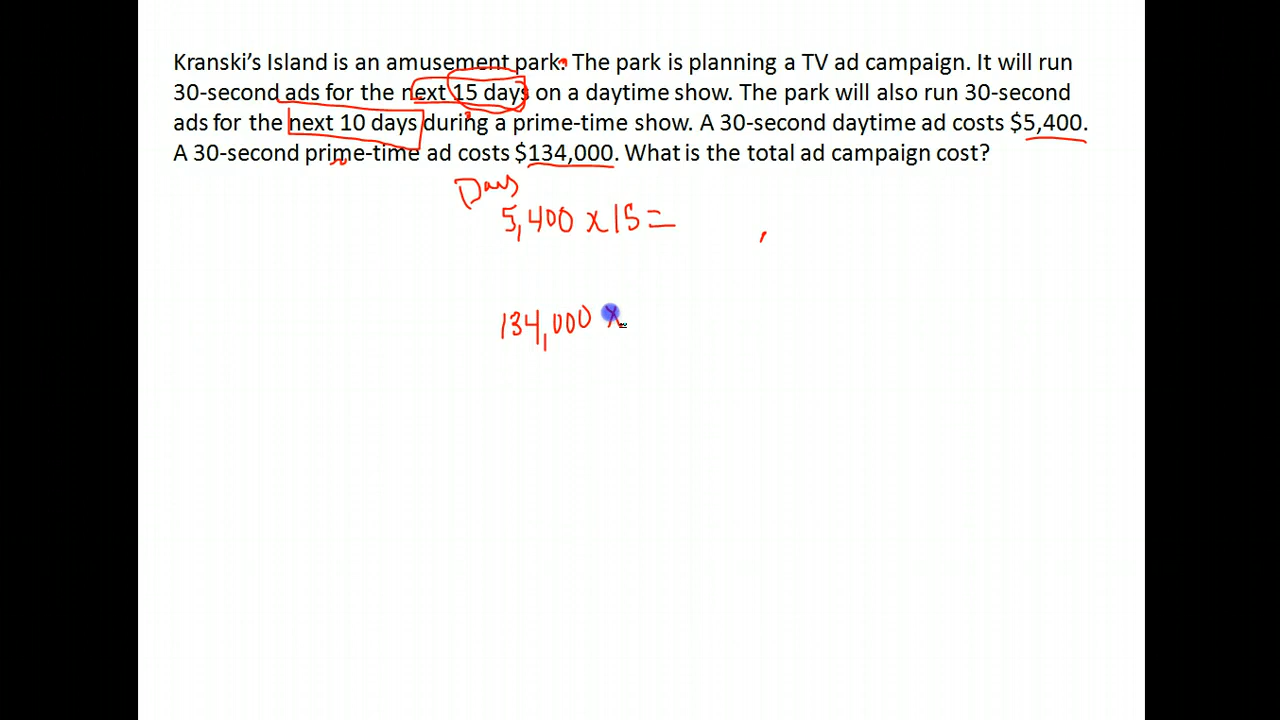 Kranski's Island is an amusement park. The park is planning a TV ad campaign. It will run
30-second ads for the next 15 days on a daytime show. The park will also run 30-second
ads for the next 10 days during a prime-time show. A 30-second daytime ad costs $5,400.
A 30-second prime-time ad costs $134,000. What is the total ad campaign cost?
Days
5,400 x 15 =
134,000 x